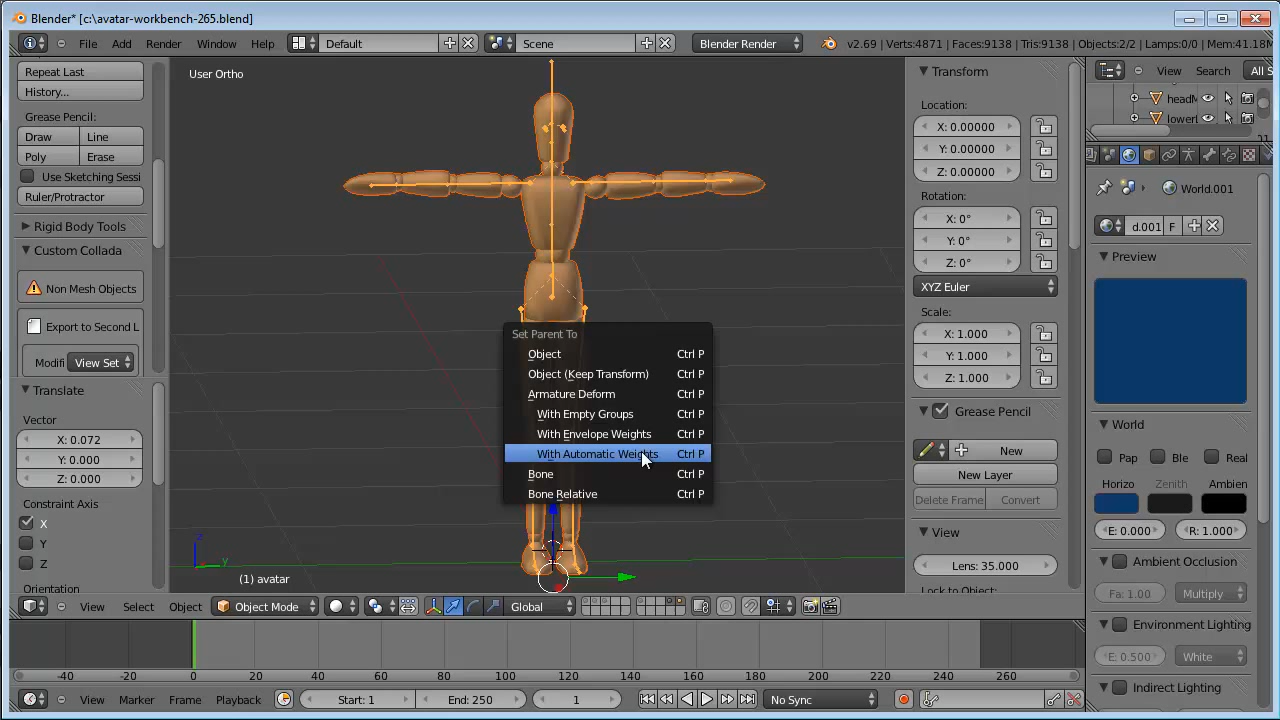 Blender* [c:\avatar-workbench-265.blend]
File Add Render Window Help Default Scene Blender Render v2.69 | Verts:4871 | Faces:9138 | Tris:9138 | Objects:2/2 | Lamps:0/0 | Mem:41.18M
Repeat Last
History...
Grease Pencil:
Draw Line
Poly Erase
Use Sketching Sessi
Ruler/Protractor
Rigid Body Tools
Custom Collada
Non Mesh Objects
Export to Second L
Modifi View Set
Translate
Vector
X: 0.072
Y: 0.000
Z: 0.000
Constraint Axis
X
Y
Z
Orientation
User Ortho
Set Parent To
Object Ctrl P
Object (Keep Transform) Ctrl P
Armature Deform Ctrl P
With Empty Groups Ctrl P
With Envelope Weights Ctrl P
With Automatic Weights Ctrl P
Bone Ctrl P
Bone Relative Ctrl P
z
Y
(1) avatar
View Select Object Object Mode Global
Transform
Location:
X: 0.00000
Y: 0.00000
Z: 0.00000
Rotation:
X: 0°
Y: 0°
Z: 0°
XYZ Euler
Scale:
X: 1.000
Y: 1.000
Z: 1.000
Grease Pencil
New
New Layer
Delete Frame Convert
View
Lens: 35.000
Lock to Object:
View Search All S
headM
lowerl
World.001
d.001 F
Preview
World
Pap Ble Real
Horizo Zenith Ambien
E: 0.000 R: 1.000
Ambient Occlusion
Fa: 1.00 Multiply
Environment Lighting
E: 0.500 White
Indirect Lighting
-40 -20 0 20 40 60 80 100 120 140 160 180 200 220 240 260
View Marker Frame Playback Start: 1 End: 250 1 No Sync